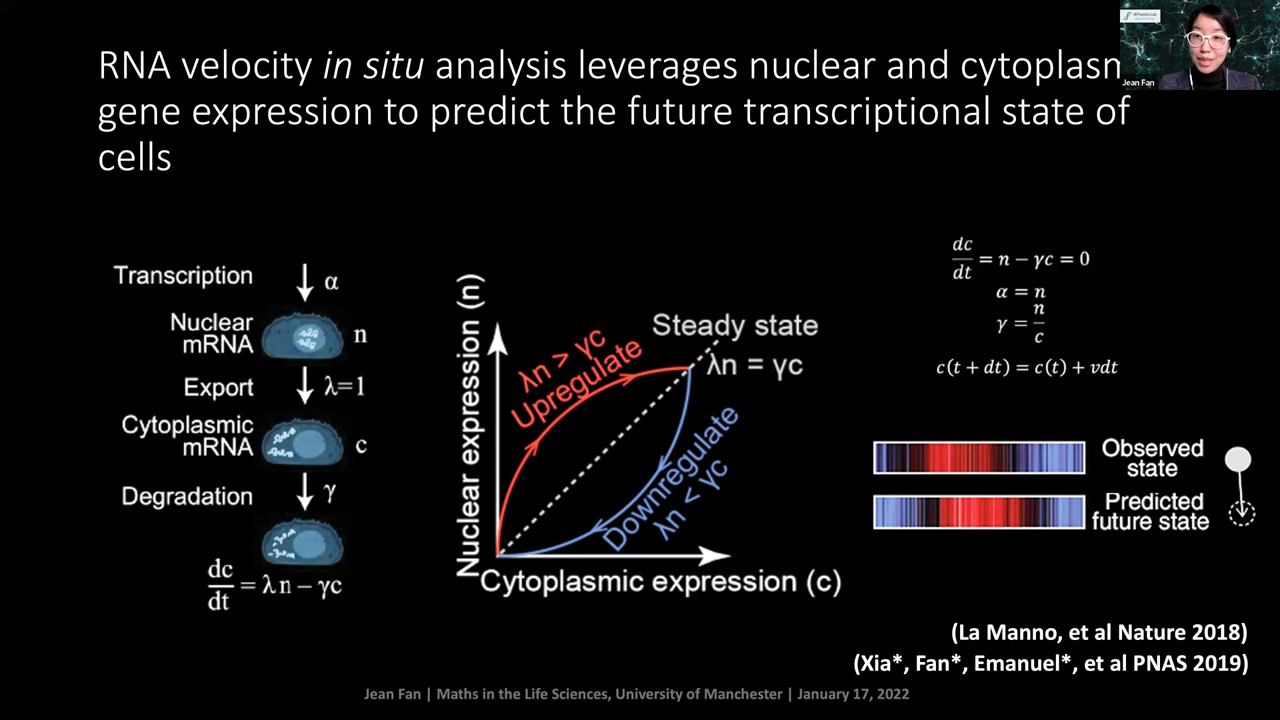 RNA velocity in situ analysis leverages nuclear and cytoplasm
gene expression to predict the future transcriptional state of
cells
Jean Fan
Transcription
α
Nuclear
mRNA
n
Export
λ=1
Cytoplasmic
mRNA
c
Degradation
γ
dc/dt = λn − γc
Nuclear expression (n)
λn > γc
Upregulate
Steady state
λn = γc
Downregulate
λn < γc
Cytoplasmic expression (c)
dc/dt = n − γc = 0
α = n
γ = n/c
c(t + dt) = c(t) + vdt
Observed
state
Predicted
future state
(La Manno, et al Nature 2018)
(Xia*, Fan*, Emanuel*, et al PNAS 2019)
Jean Fan | Maths in the Life Sciences, University of Manchester | January 17, 2022